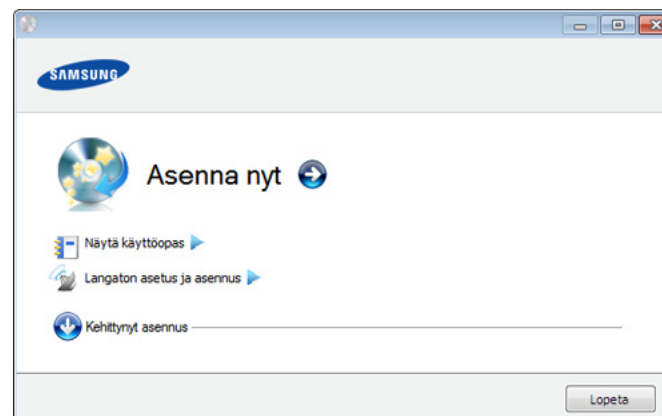 SAMSUNG
Asenna nyt
Näytä käyttöopas
Langaton asetus ja asennus
Kehittynyt asennus
Lopeta